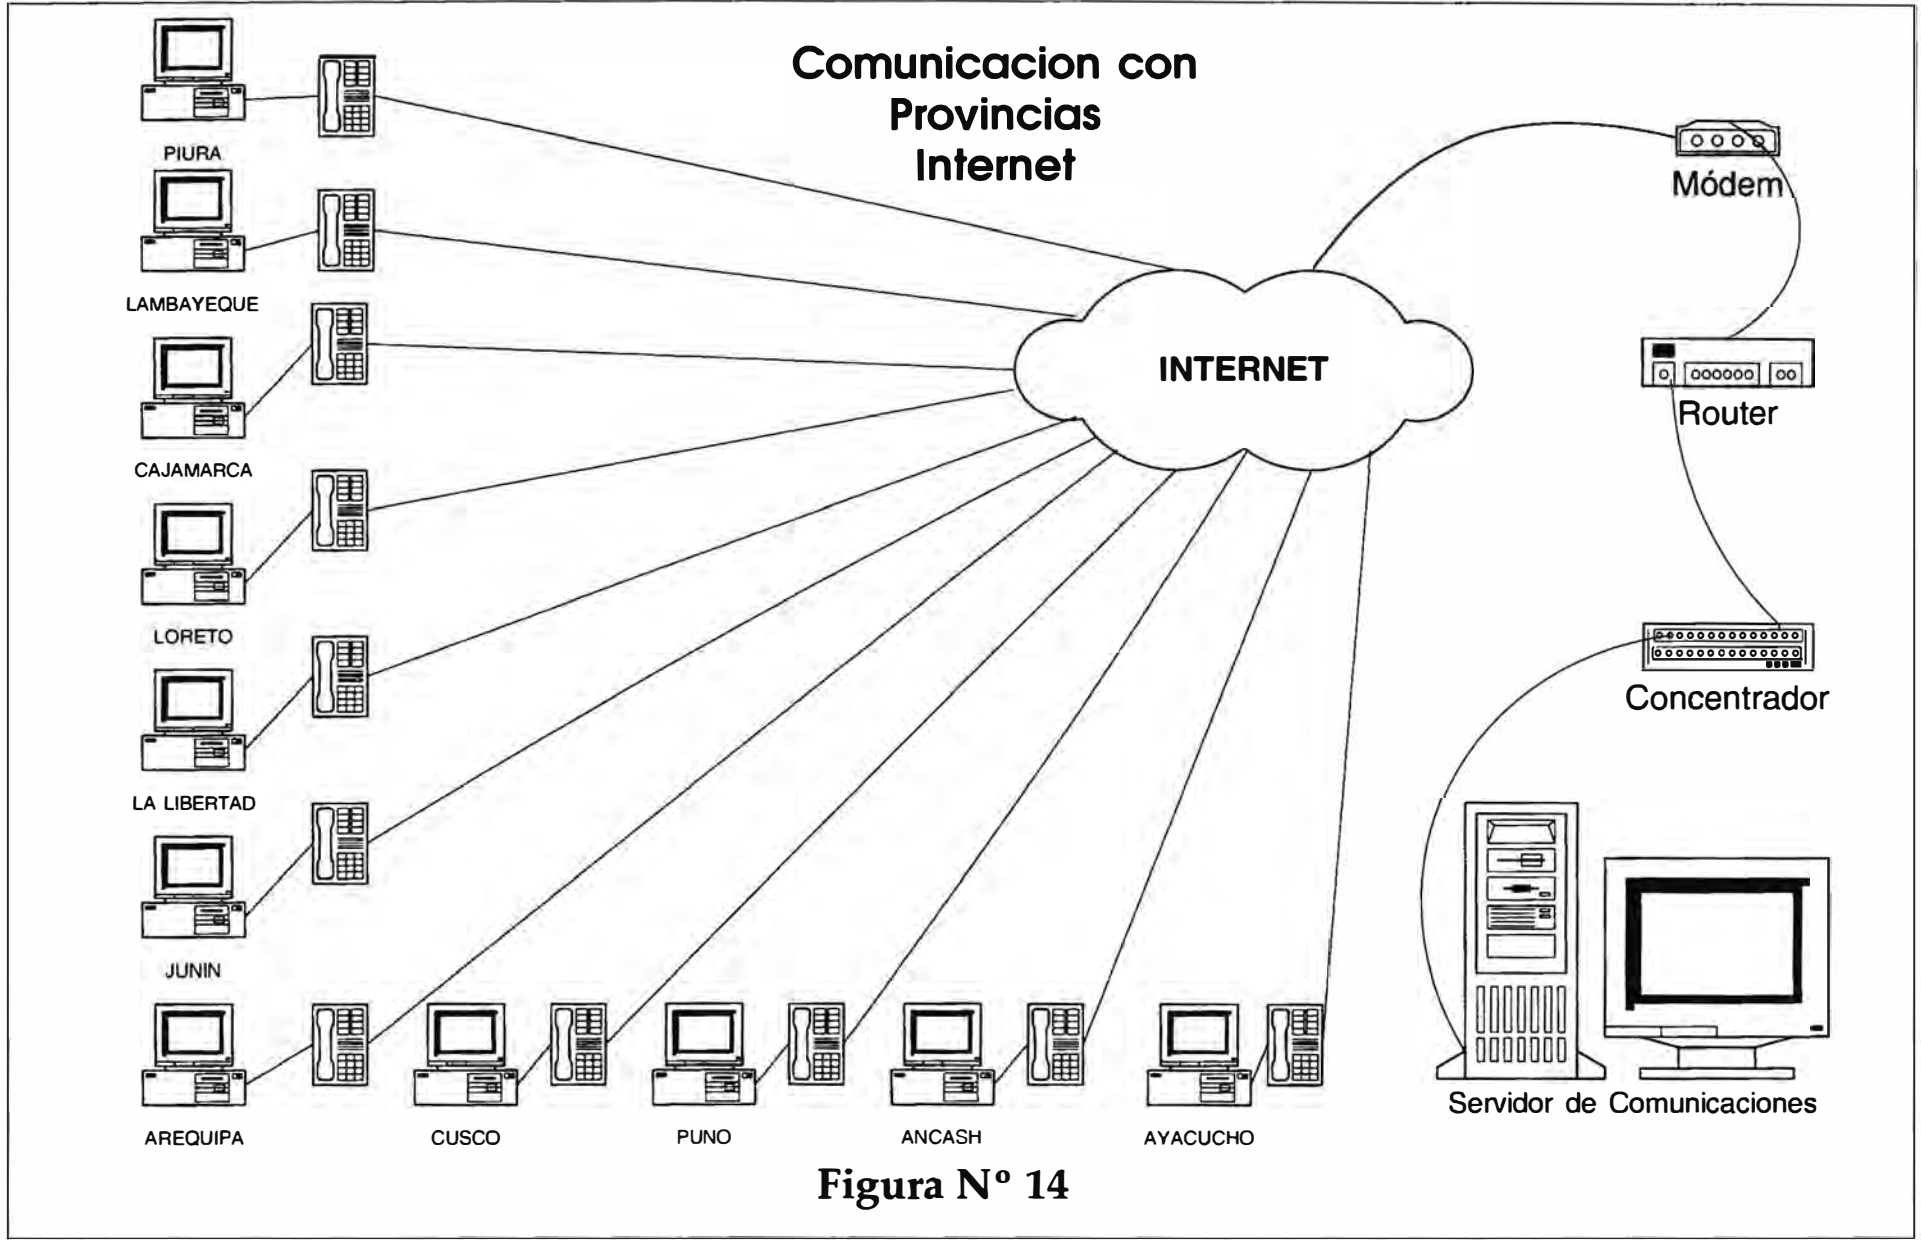 Comunicacion con
Provincias
Internet
PIURA
LAMBAYEQUE
CAJAMARCA
LORETO
LA LIBERTAD
JUNIN
AREQUIPA
CUSCO
PUNO
ANCASH
AYACUCHO
INTERNET
Módem
Router
Concentrador
Servidor de Comunicaciones
Figura Nº 14